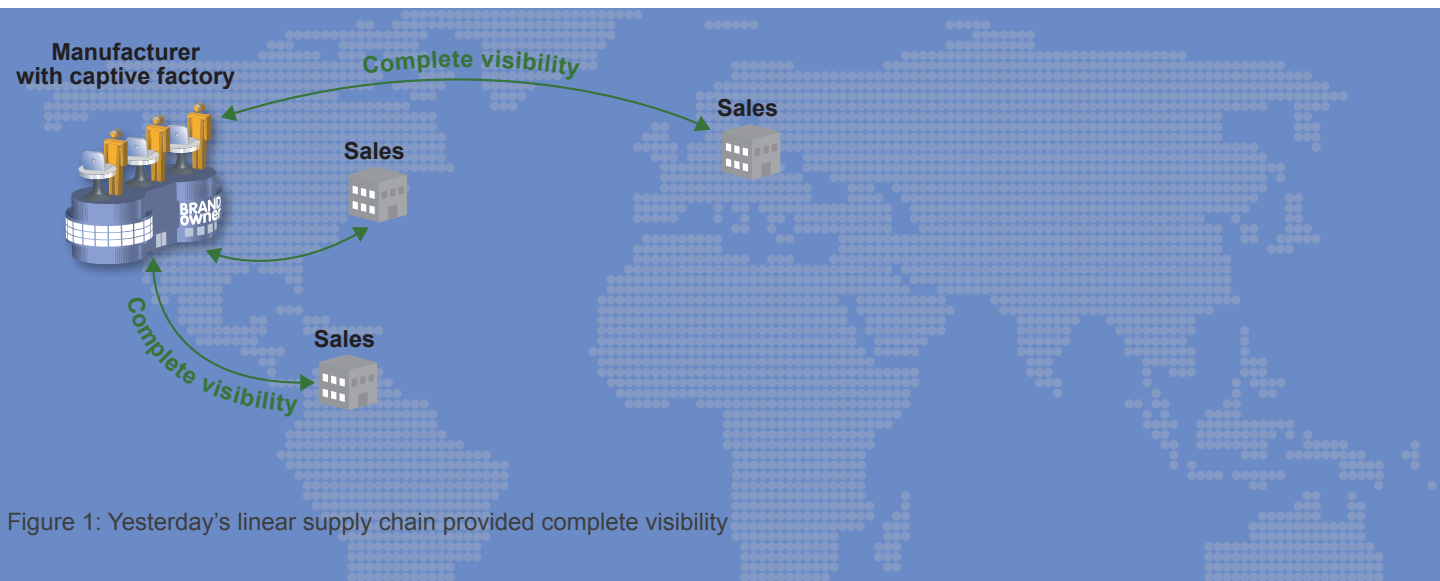 Manufacturer
with captive factory
Complete visibility
Sales
Sales
BRAND
owner
Sales
Complete visibility
Figure 1: Yesterday’s linear supply chain provided complete visibility